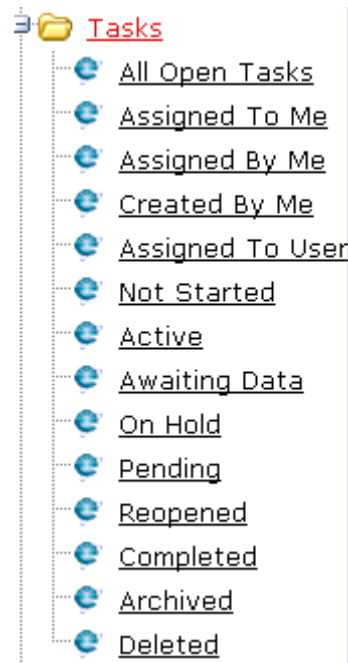 Tasks
All Open Tasks
Assigned To Me
Assigned By Me
Created By Me
Assigned To User
Not Started
Active
Awaiting Data
On Hold
Pending
Reopened
Completed
Archived
Deleted